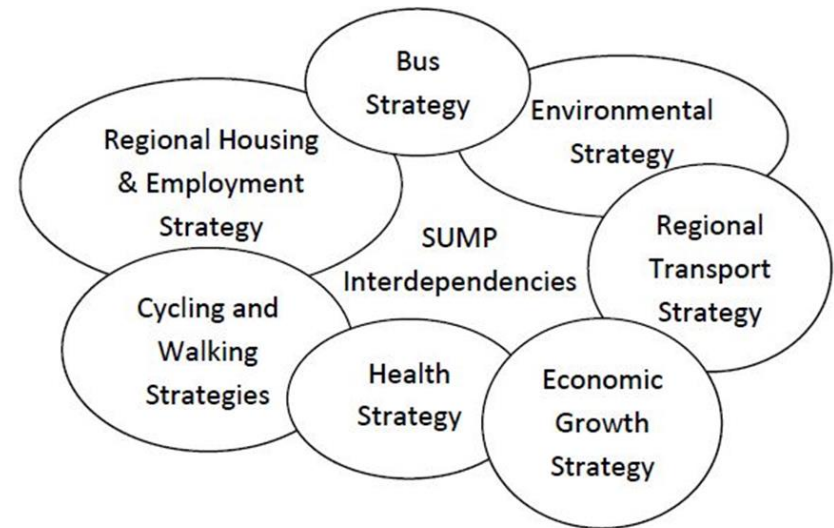 Bus
Strategy
Environmental
Strategy
Regional Housing
& Employment
Strategy
Regional
Transport
Strategy
SUMP
Interdependencies
Cycling and
Walking
Strategies
Health
Strategy
Economic
Growth
Strategy